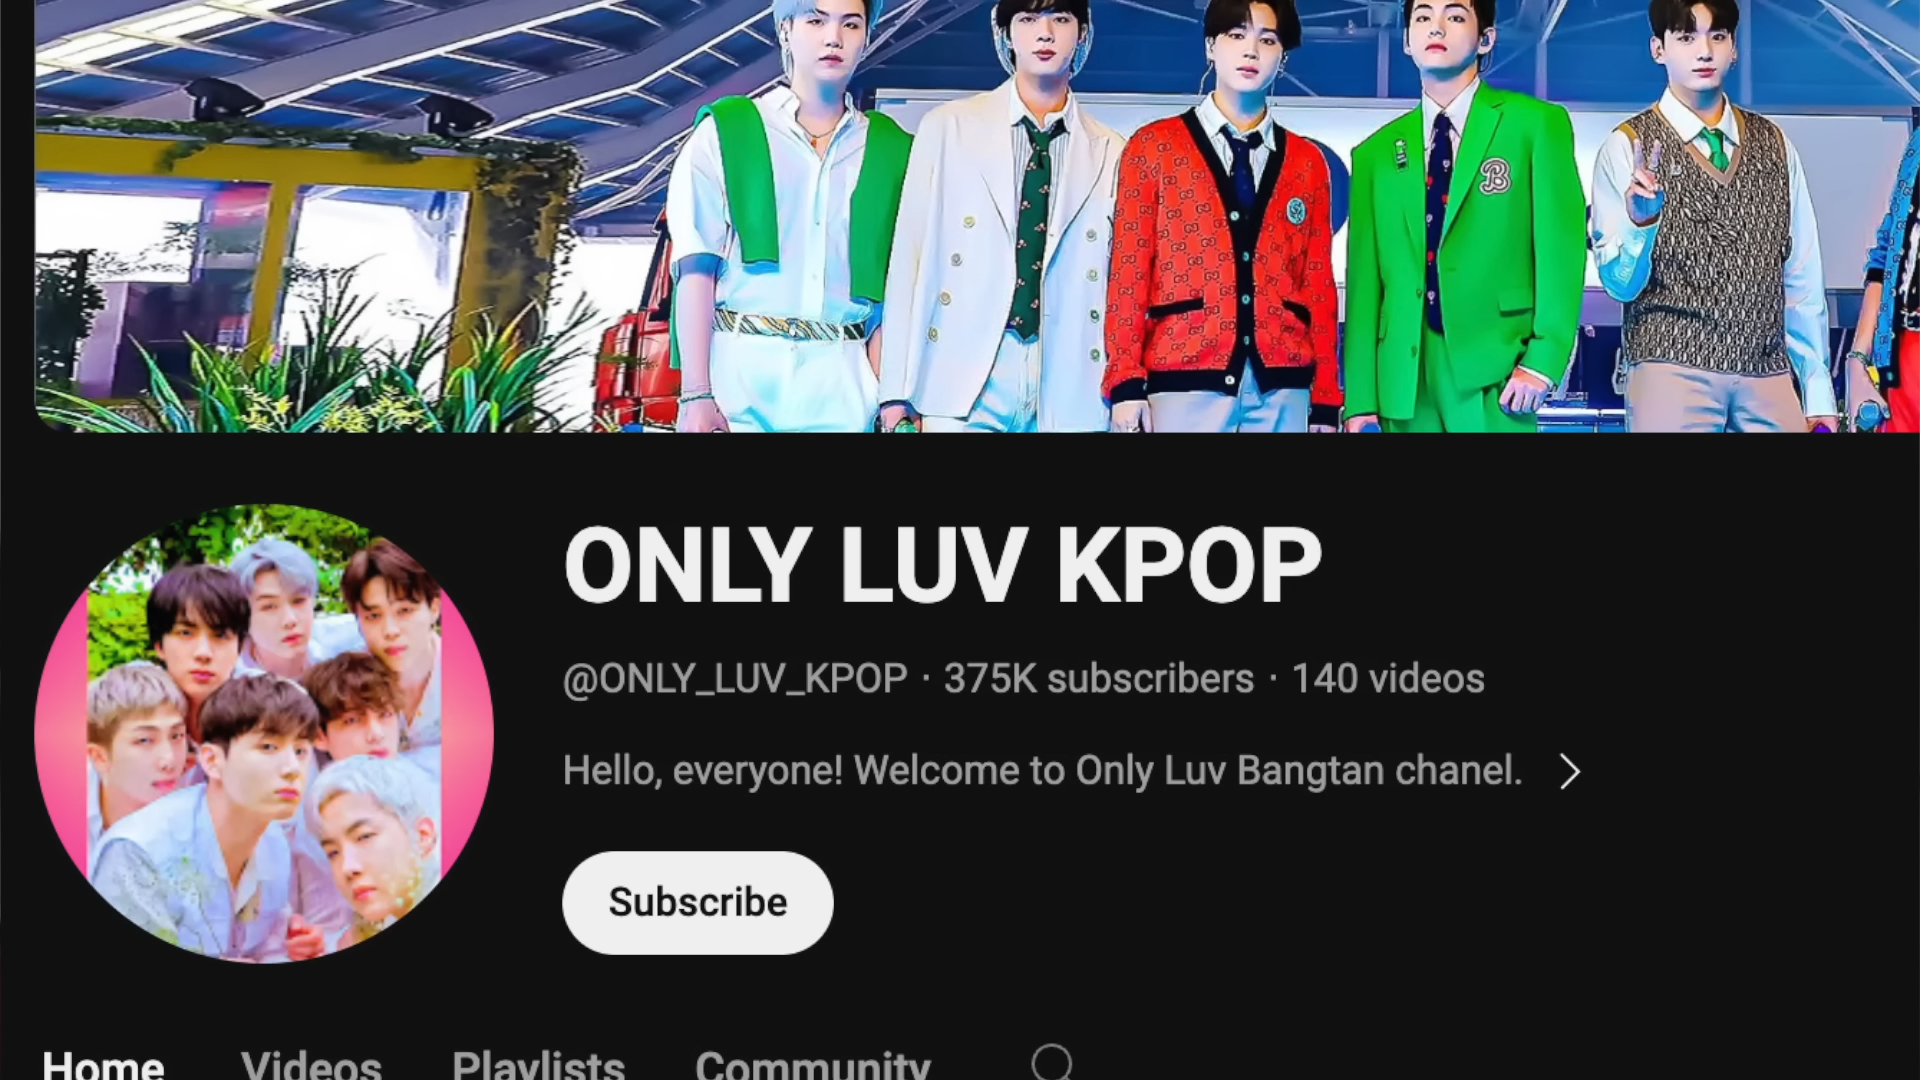 B
ONLY LUV KPOP
@ONLY_LUV_KPOP · 375K subscribers · 140 videos
Hello, everyone! Welcome to Only Luv Bangtan chanel.
Subscribe
Home Videos Playlists Community